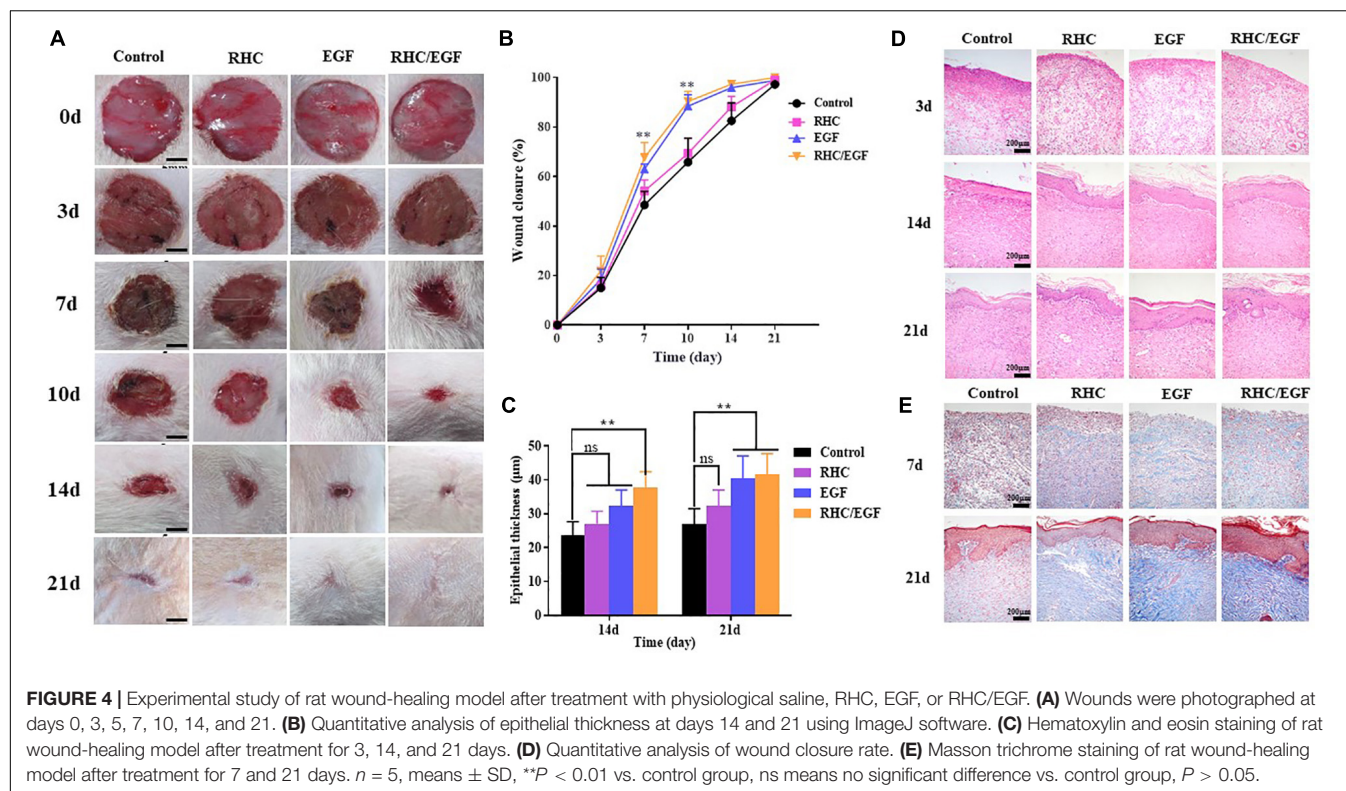 A
Control RHC EGF RHC/EGF
0d
3d
7d
10d
14d
21d
B
100
80
60
40
20
0
Wound closure (%)
** **
Control
RHC
EGF
RHC/EGF
0 3 7 10 14 21
Time (day)
C
50
40
30
20
10
0
Epithelial thickness (µm)
** **
ns ns
Control
RHC
EGF
RHC/EGF
14d 21d
Time (day)
D
Control RHC EGF RHC/EGF
3d
200µm
14d
200µm
21d
200µm
E
Control RHC EGF RHC/EGF
7d
200µm
21d
200µm
FIGURE 4 | Experimental study of rat wound-healing model after treatment with physiological saline, RHC, EGF, or RHC/EGF. (A) Wounds were photographed at
days 0, 3, 5, 7, 10, 14, and 21. (B) Quantitative analysis of epithelial thickness at days 14 and 21 using ImageJ software. (C) Hematoxylin and eosin staining of rat
wound-healing model after treatment for 3, 14, and 21 days. (D) Quantitative analysis of wound closure rate. (E) Masson trichrome staining of rat wound-healing
model after treatment for 7 and 21 days. n = 5, means ± SD, **P < 0.01 vs. control group, ns means no significant difference vs. control group, P > 0.05.